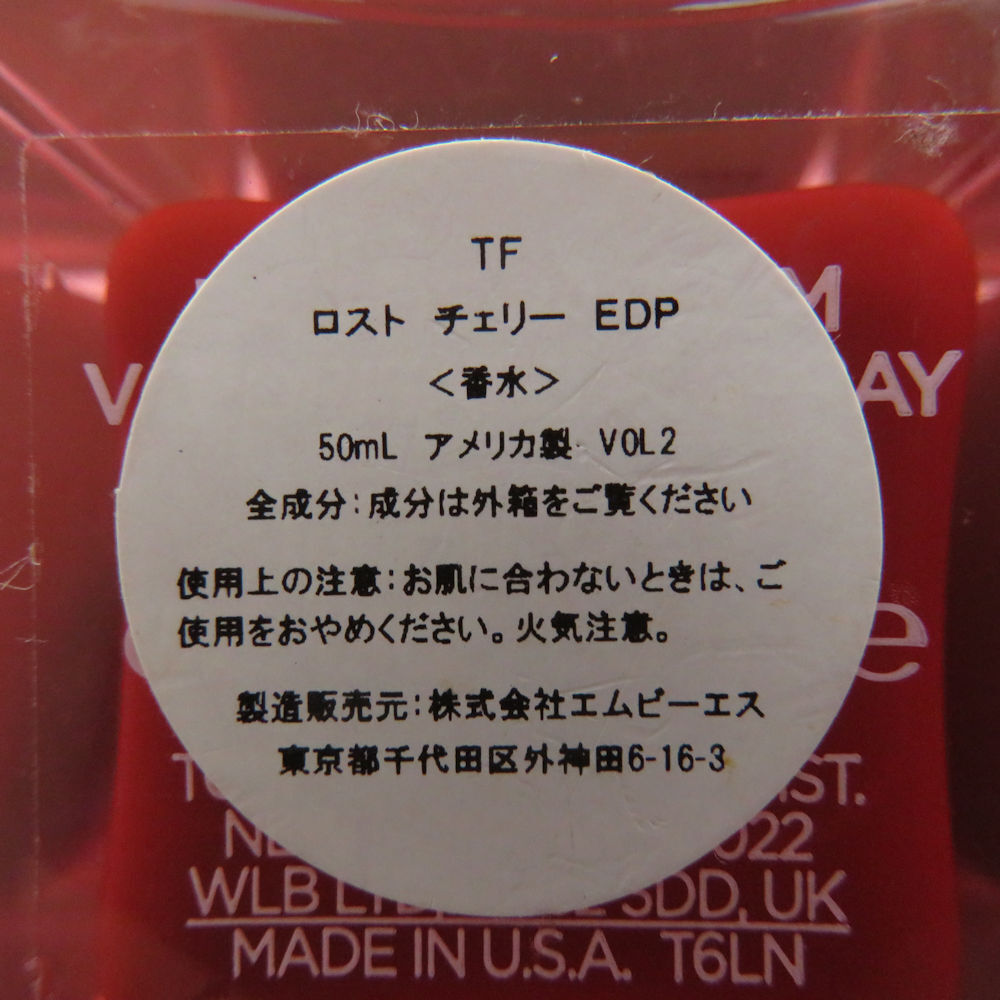 TF
ロスト チェリー EDP
<香水>
50mL アメリカ製 VOL2
全成分:成分は外箱をご覧ください
使用上の注意:お肌に合わないときは、ご
使用をおやめください。火気注意。
製造販売元:株式会社エムピーエス
東京都千代田区外神田6-16-3
WLB
UK
MADE IN U.S.A. T6LN